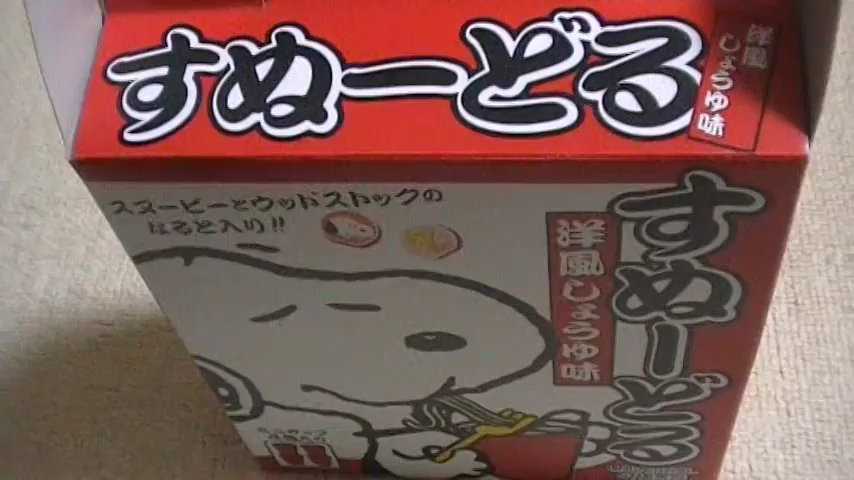 すぬーどる
洋風
しょうゆ味
スヌーピーとウッドストックの
なると入り!!
すぬーどる
洋風しょうゆ味